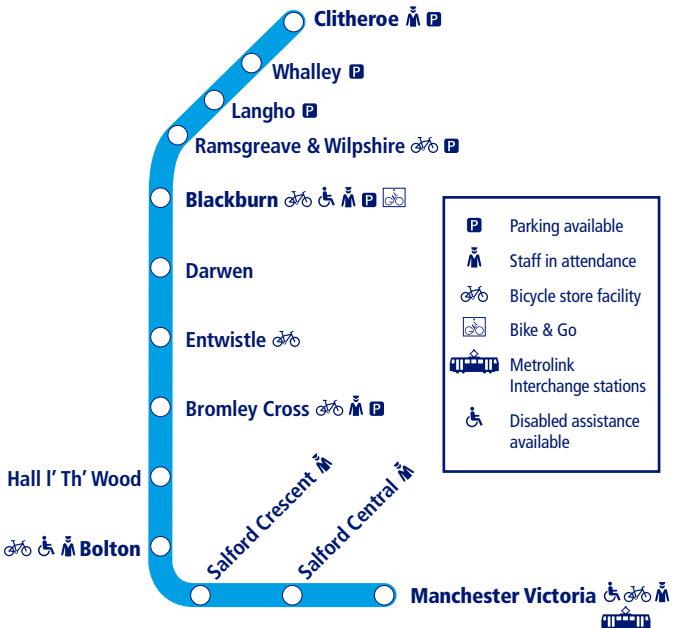 Clitheroe
Whalley P
Langho P
Ramsgreave & Wilpshire P
Blackburn P
Darwen
Entwistle
Bromley Cross P
Hall l' Th' Wood
Bolton
Salford Crescent
Salford Central
Manchester Victoria
P Parking available
Staff in attendance
Bicycle store facility
Bike & Go
Metrolink
Interchange stations
Disabled assistance
available